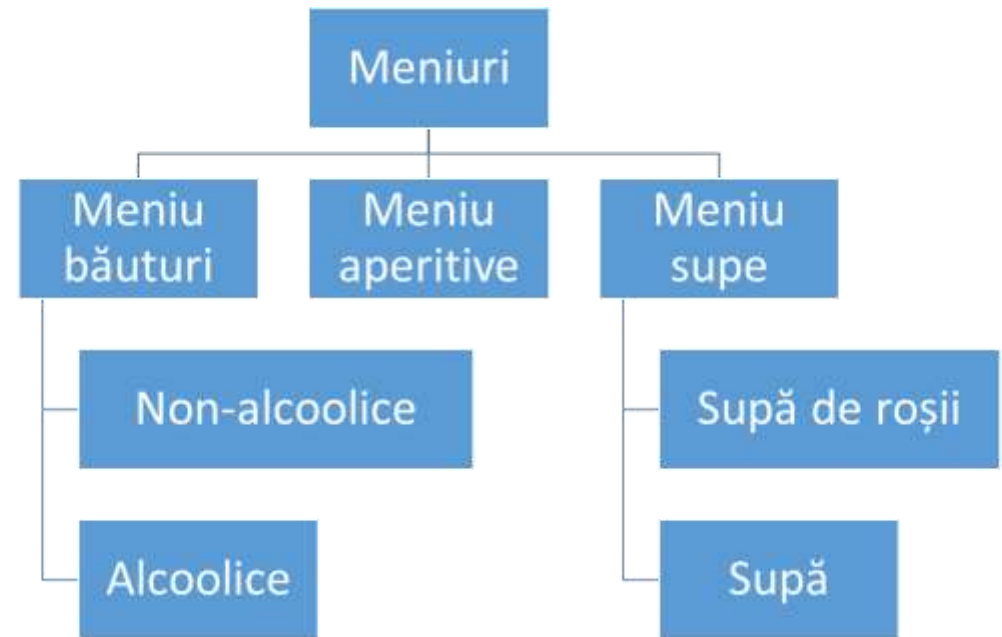 Meniuri
Meniu
băuturi
Meniu
aperitive
Meniu
supe
Non-alcoolice
Alcoolice
Supă de roșii
Supă